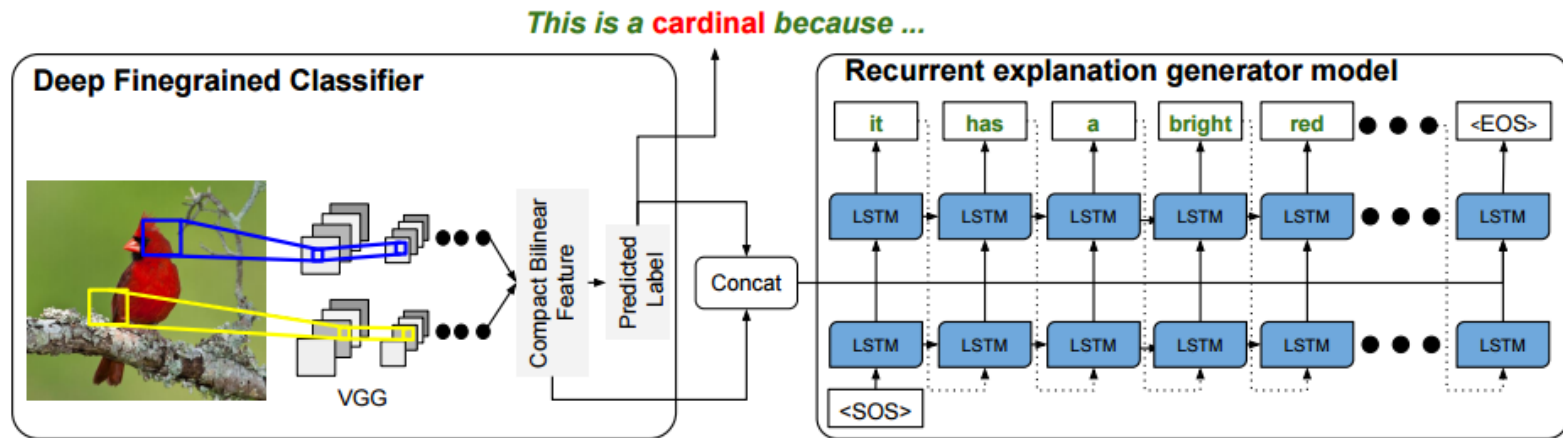 This is a cardinal because ...
Deep Finegrained Classifier
VGG
Compact Bilinear
Feature
Predicted
Label
Concat
Recurrent explanation generator model
it has a bright red <EOS>
LSTM LSTM LSTM LSTM LSTM LSTM
LSTM LSTM LSTM LSTM LSTM LSTM
<SOS>